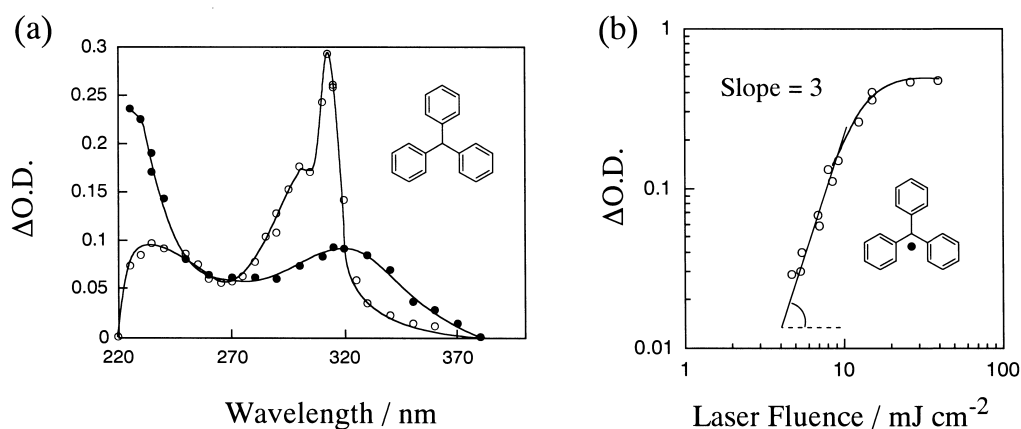 (a)
0.3
0.25
0.2
0.15
0.1
0.05
0
220
270
320
370
ΔO.D.
Wavelength / nm
(b)
1
0.1
0.01
1
10
100
Slope = 3
ΔO.D.
Laser Fluence / mJ cm⁻²